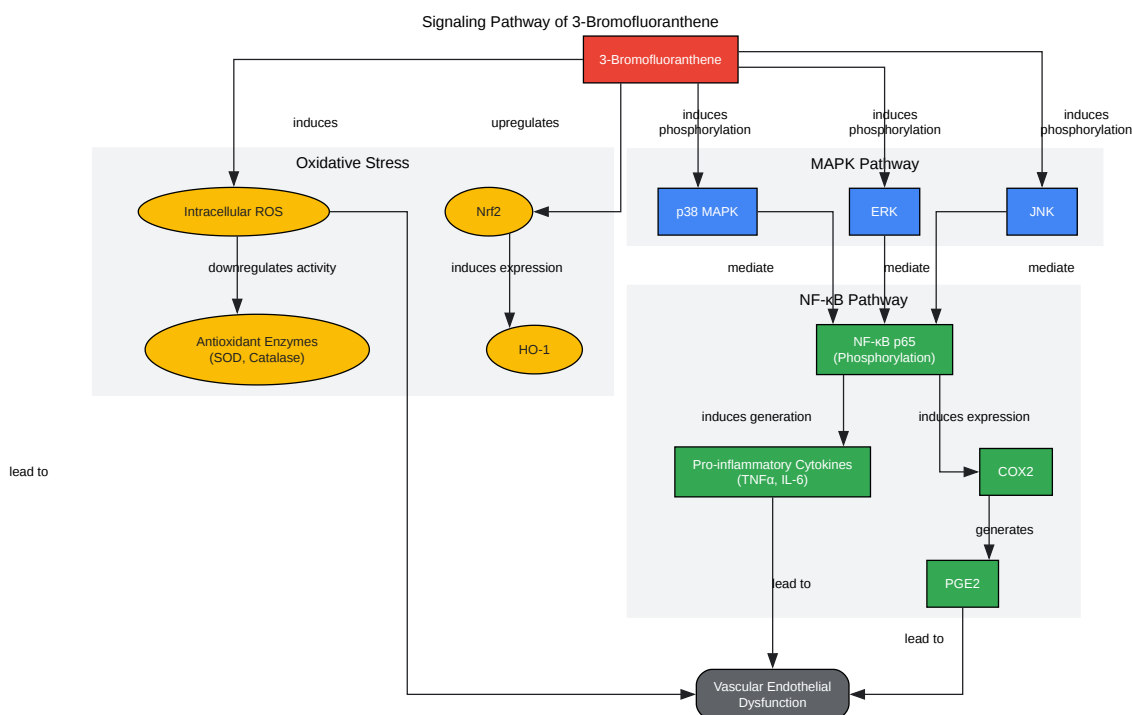 Signaling Pathway of 3-Bromofluoranthene
3-Bromofluoranthene
induces
upregulates
induces
phosphorylation
induces
phosphorylation
induces
phosphorylation
Oxidative Stress
MAPK Pathway
Intracellular ROS
Nrf2
p38 MAPK
ERK
JNK
downregulates activity
induces expression
mediate
mediate
mediate
NF-κB Pathway
Antioxidant Enzymes
(SOD, Catalase)
HO-1
NF-κB p65
(Phosphorylation)
induces generation
induces expression
lead to
Pro-inflammatory Cytokines
(TNFα, IL-6)
COX2
generates
PGE2
lead to
lead to
Vascular Endothelial
Dysfunction